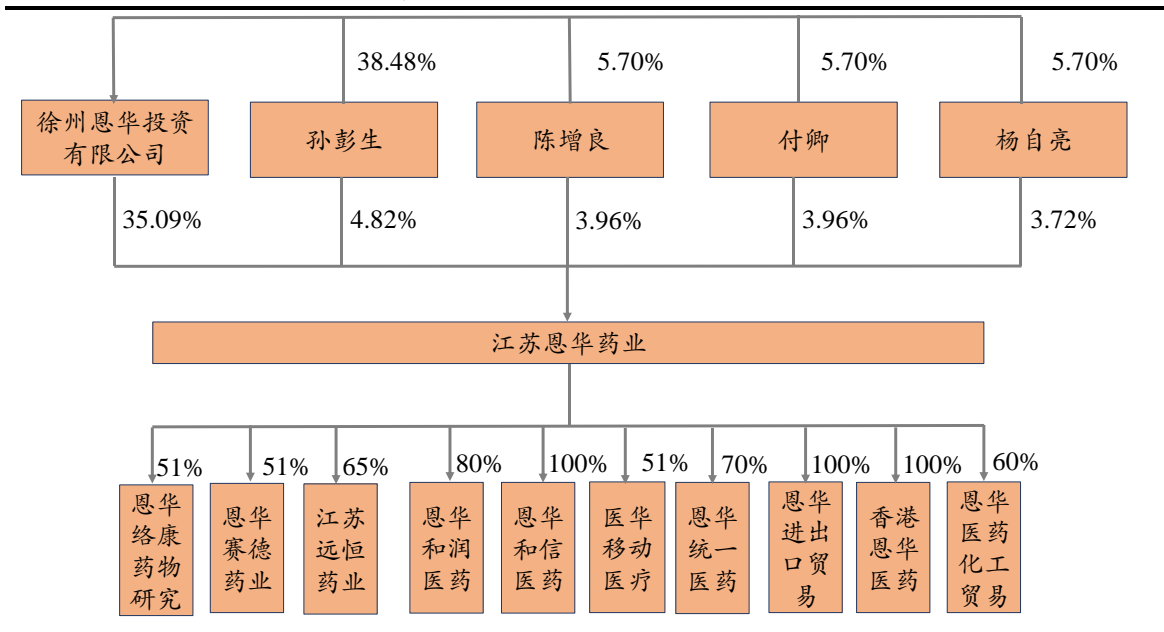 38.48%
5.70%
5.70%
5.70%
徐州恩华投资
有限公司
孙彭生
陈增良
付卿
杨自亮
35.09%
4.82%
3.96%
3.96%
3.72%
江苏恩华药业
51%
51%
65%
80%
100%
51%
70%
100%
100%
60%
恩华
络康
药物
研究
恩华
赛德
药业
江苏
远恒
药业
恩华
和润
医药
恩华
和信
医药
医华
移动
医疗
恩华
统一
医药
恩华
进出
口贸
易
香港
恩华
医药
恩华
医药
化工
贸易